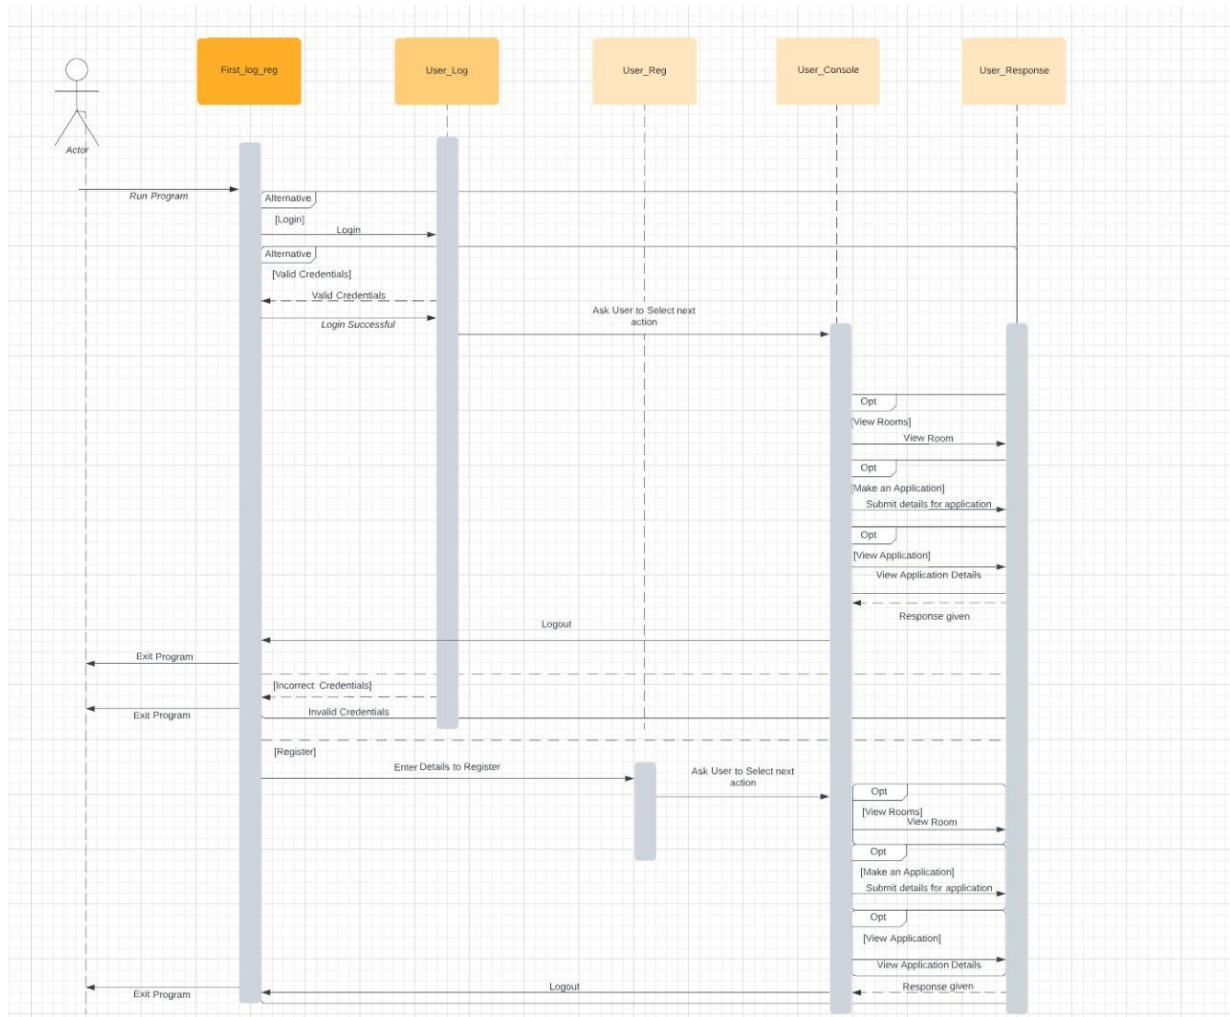 First_log_reg
User_Log
User_Reg
User_Console
User_Response
Actor
Run Program
Alternative
[Login]
Login
Alternative
[Valid Credentials]
Valid Credentials
Login Successful
Ask User to Select next
action
Opt
[View Rooms]
View Room
Opt
[Make an Application]
Submit details for application
Opt
[View Application]
View Application Details
Response given
Logout
Exit Program
[Incorrect Credentials]
Invalid Credentials
Exit Program
[Register]
Enter Details to Register
Ask User to Select next
action
Opt
[View Rooms]
View Room
Opt
[Make an Application]
Submit details for application
Opt
[View Application]
View Application Details
Response given
Logout
Exit Program